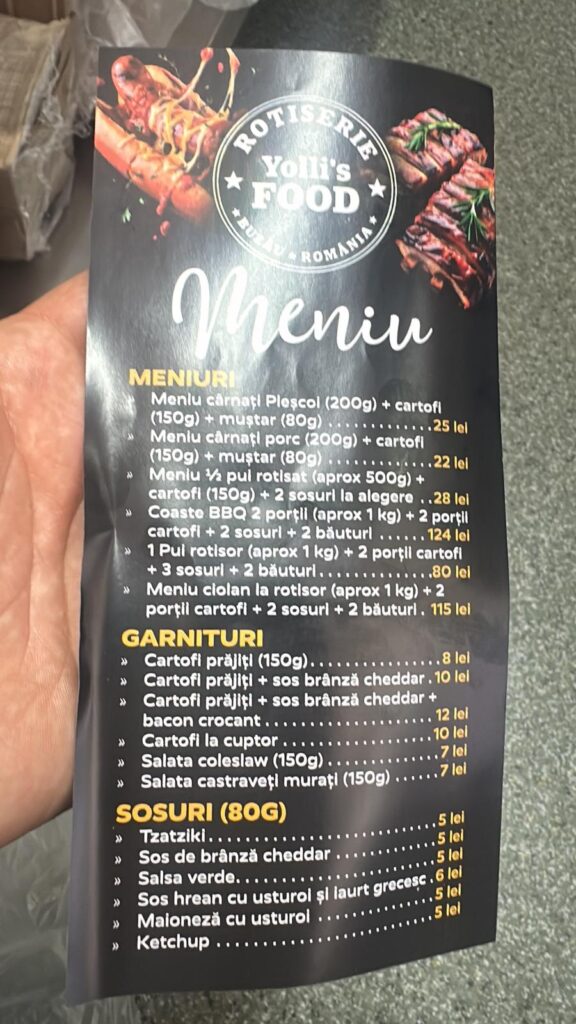 ROTISERIE
Yolli's
FOOD
BUZĂU ★ ROMÂNIA
Meniu
MENIURI
» Meniu cârnați Pleșcoi (200g) + cartofi
(150g) + muștar (80g) .............25 lei
» Meniu cârnați porc (200g) + cartofi
(150g) + muștar (80g) .............22 lei
» Meniu ½ pui rotisat (aprox 500g) +
cartofi (150g) + 2 sosuri la alegere ..28 lei
» Coaste BBQ 2 porții (aprox 1 kg) + 2 porții
cartofi + 2 sosuri + 2 băuturi ......124 lei
» 1 Pui rotisor (aprox 1 kg) + 2 porții cartofi
+ 3 sosuri + 2 băuturi..............80 lei
» Meniu ciolan la rotisor (aprox 1 kg) + 2
porții cartofi + 2 sosuri + 2 băuturi . 115 lei
GARNITURI
» Cartofi prăjiți (150g)................8 lei
» Cartofi prăjiți + sos brânză cheddar .10 lei
» Cartofi prăjiți + sos brânză cheddar +
bacon crocant .....................12 lei
» Cartofi la cuptor ...................10 lei
» Salata coleslaw (150g) ..............7 lei
» Salata castraveți murați (150g) ......7 lei
SOSURI (80G)
» Tzatziki...........................5 lei
» Sos de brânză cheddar .............5 lei
» Salsa verde........................5 lei
» Sos hrean cu usturoi și iaurt grecesc .6 lei
» Maioneză cu usturoi ...............5 lei
» Ketchup ..........................5 lei